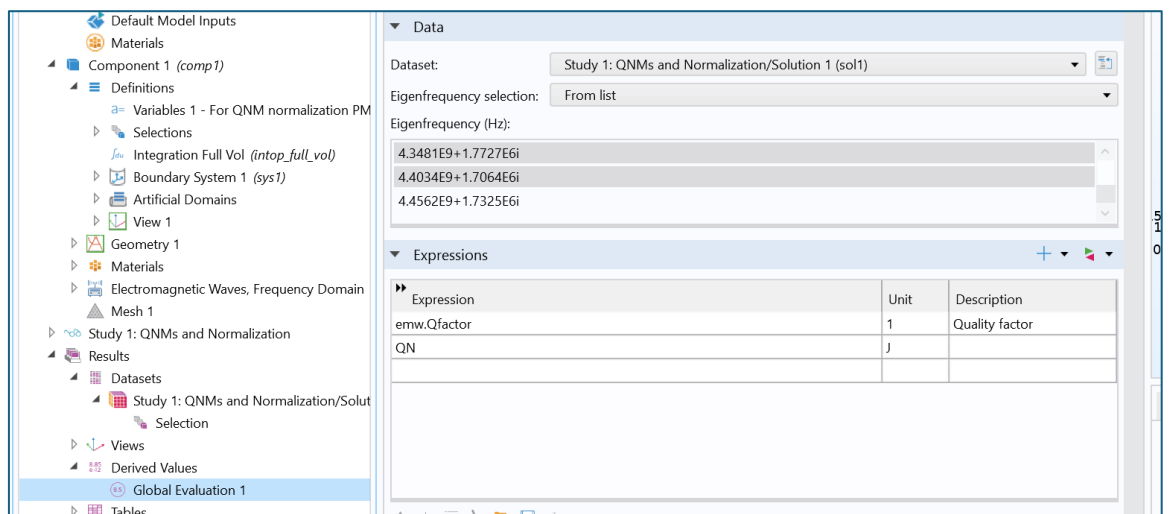 Default Model Inputs
Materials
Component 1 (comp1)
Definitions
a= Variables 1 - For QNM normalization PM
Selections
∫du Integration Full Vol (intop_full_vol)
Boundary System 1 (sys1)
Artificial Domains
View 1
Geometry 1
Materials
Electromagnetic Waves, Frequency Domain
Mesh 1
Study 1: QNMs and Normalization
Results
Datasets
Study 1: QNMs and Normalization/Solut
Selection
Views
Derived Values
Global Evaluation 1
Tables
Data
Dataset: Study 1: QNMs and Normalization/Solution 1 (sol1)
Eigenfrequency selection: From list
Eigenfrequency (Hz):
4.3481E9+1.7727E6i
4.4034E9+1.7064E6i
4.4562E9+1.7325E6i
Expressions
Expression Unit Description
emw.Qfactor 1 Quality factor
QN J